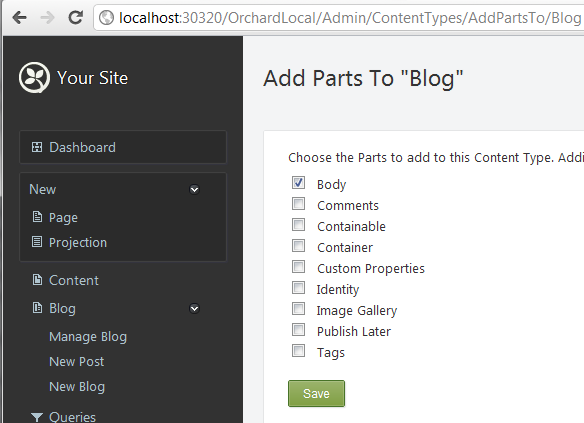 localhost:30320/OrchardLocal/Admin/ContentTypes/AddPartsTo/Blog
Your Site
Dashboard
New
Page
Projection
Content
Blog
Manage Blog
New Post
New Blog
Queries
Add Parts To "Blog"
Choose the Parts to add to this Content Type. Addi
Body
Comments
Containable
Container
Custom Properties
Identity
Image Gallery
Publish Later
Tags
Save